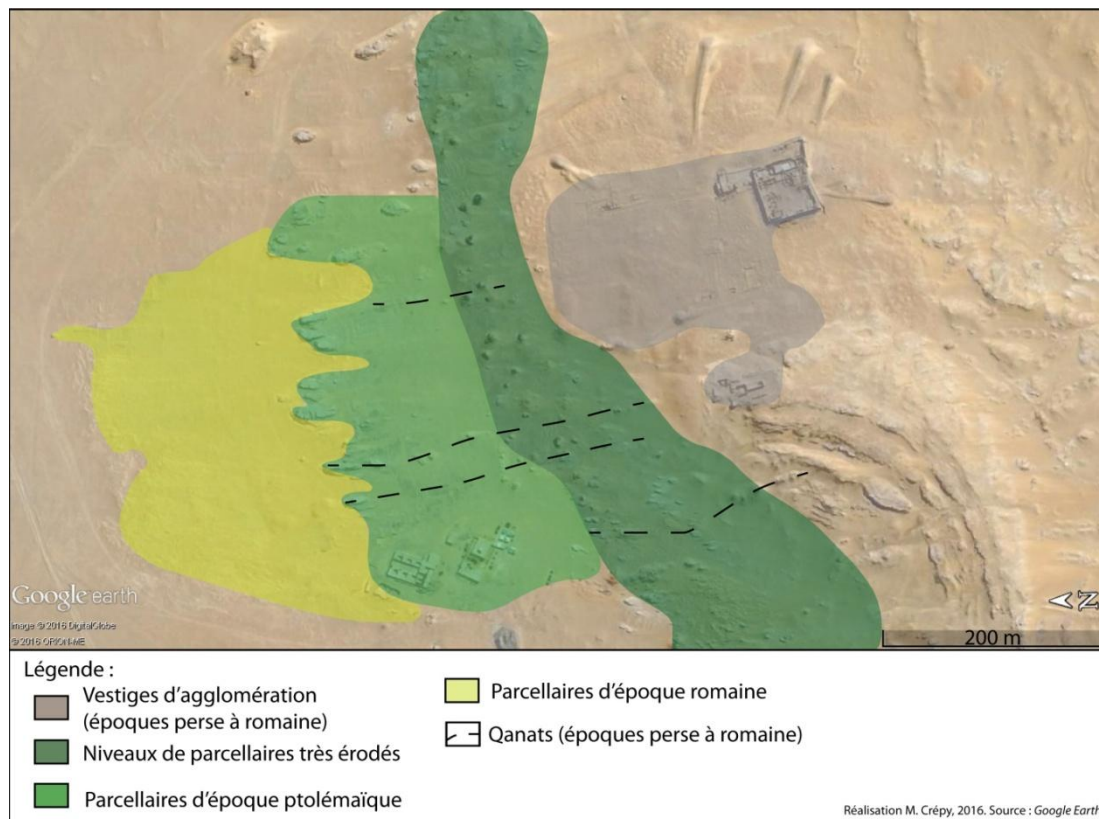 Google earth
image © 2016 DigitalGlobe
© 2016 ORION-ME
N
200 m
Légende :
Vestiges d'agglomération
(époques perse à romaine)
Niveaux de parcellaires très érodés
Parcellaires d'époque ptolémaïque
Parcellaires d'époque romaine
Qanats (époques perse à romaine)
Réalisation M. Crépy, 2016. Source : Google Earth